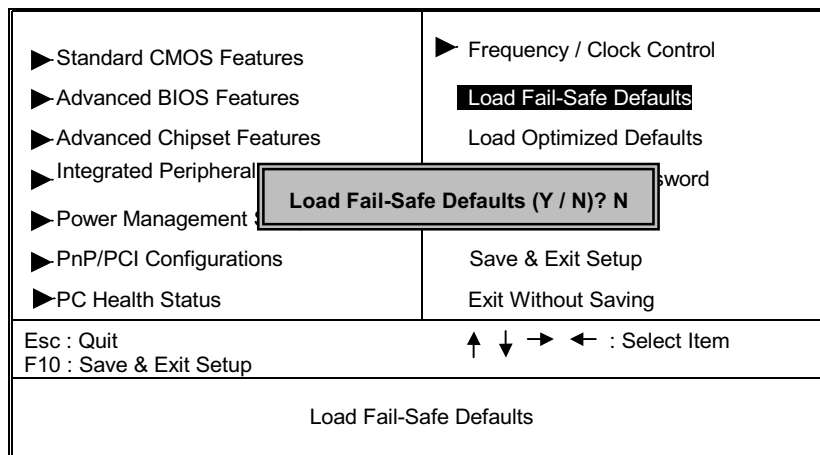 Standard CMOS Features
Advanced BIOS Features
Advanced Chipset Features
Integrated Peripheral
Power Management
PnP/PCI Configurations
PC Health Status
Frequency / Clock Control
Load Fail-Safe Defaults
Load Optimized Defaults
sword
Save & Exit Setup
Exit Without Saving
Load Fail-Safe Defaults (Y / N)? N
Esc : Quit
F10 : Save & Exit Setup
: Select Item
Load Fail-Safe Defaults